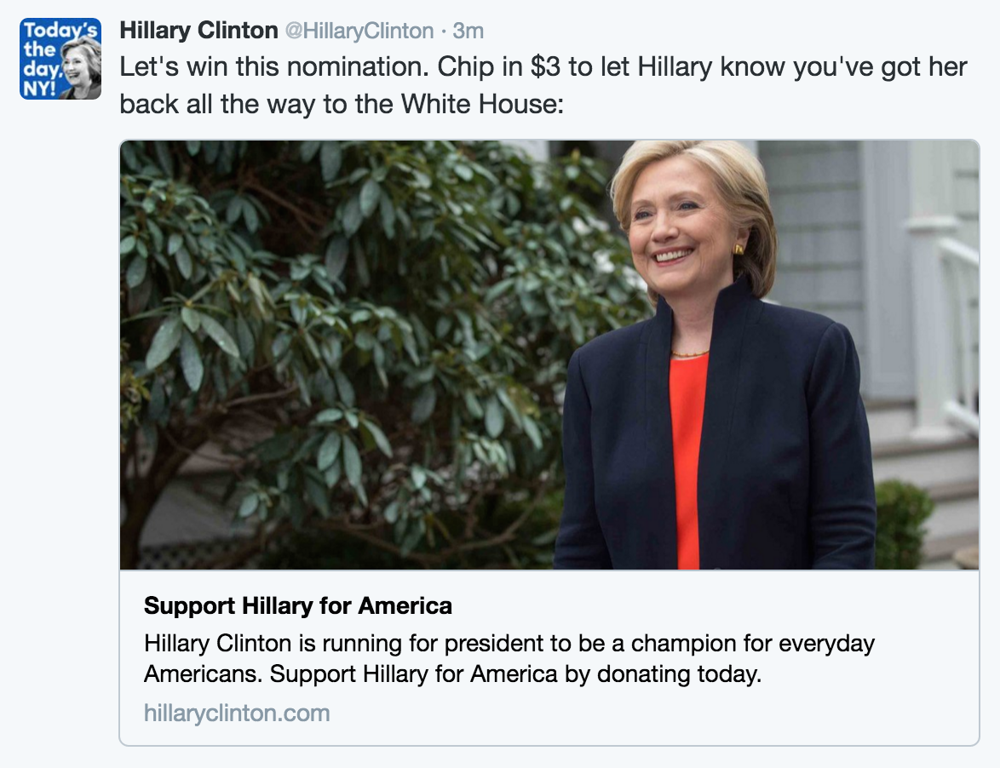 Today's
the
day,
NY!
Hillary Clinton @HillaryClinton · 3m
Let's win this nomination. Chip in $3 to let Hillary know you've got her
back all the way to the White House:
Support Hillary for America
Hillary Clinton is running for president to be a champion for everyday
Americans. Support Hillary for America by donating today.
hillaryclinton.com